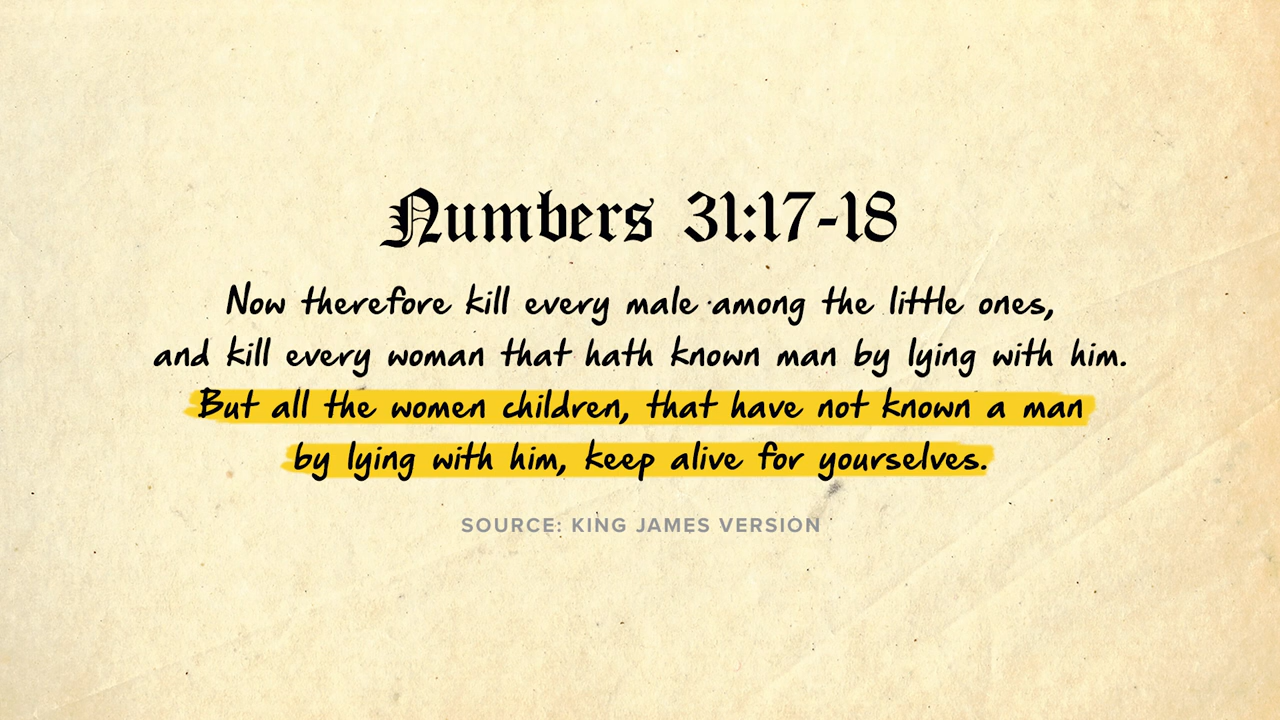 Numbers 31:17-18
Now therefore kill every male among the little ones,
and kill every woman that hath known man by lying with him.
But all the women children, that have not known a man
by lying with him, keep alive for yourselves.
SOURCE: KING JAMES VERSION